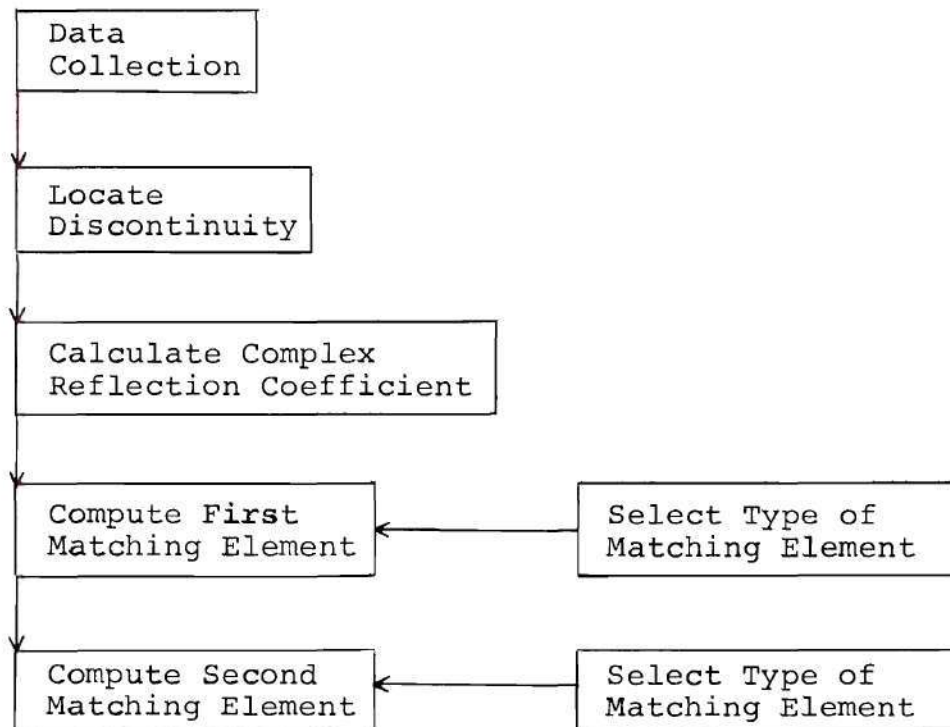 Data
Collection
Locate
Discontinuity
Calculate Complex
Reflection Coefficient
Compute First
Matching Element
Select Type of
Matching Element
Compute Second
Matching Element
Select Type of
Matching Element